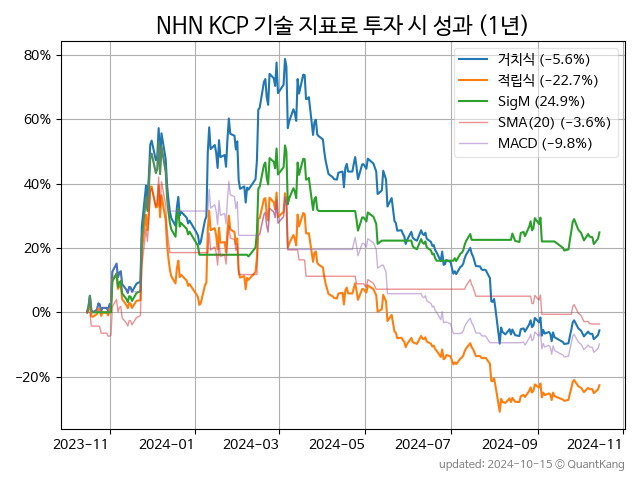 NHN KCP 기술 지표로 투자 시 성과 (1년)
거치식 (−5.6%)
적립식 (−22.7%)
SigM (24.9%)
SMA(20) (−3.6%)
MACD (−9.8%)
80%
60%
40%
20%
0%
−20%
2023-11 2024-01 2024-03 2024-05 2024-07 2024-09 2024-11
updated: 2024-10-15 ⓒ QuantKang